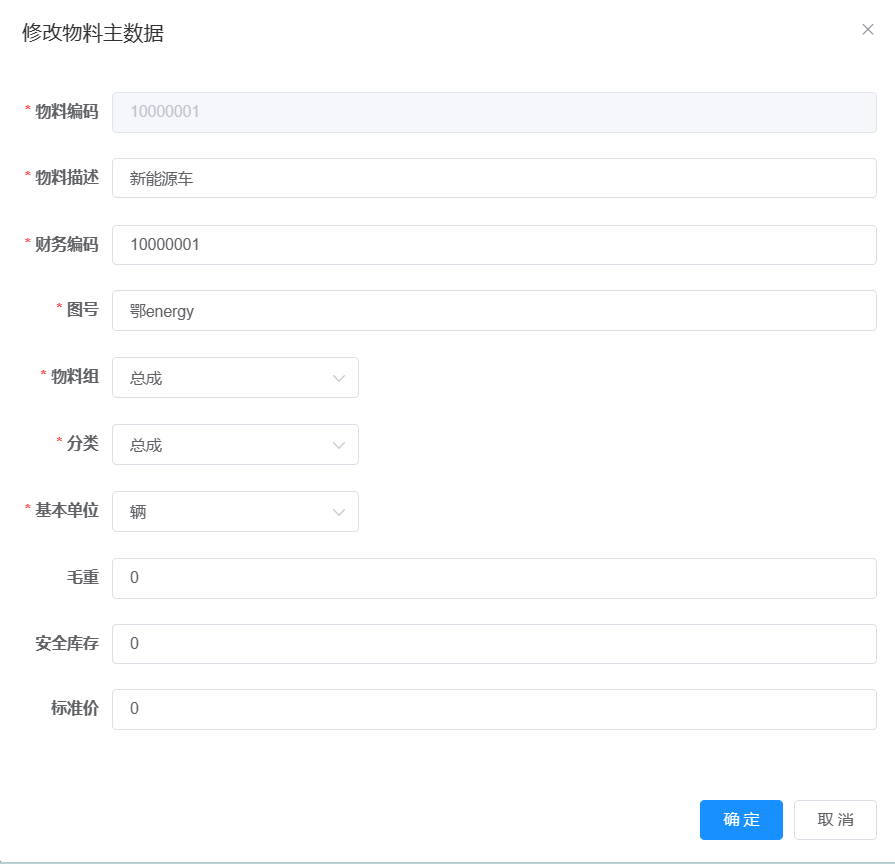 修改物料主数据
* 物料编码 10000001
* 物料描述 新能源车
* 财务编码 10000001
* 图号 鄂energy
* 物料组 总成
* 分类 总成
* 基本单位 辆
毛重 0
安全库存 0
标准价 0
确 定 取 消